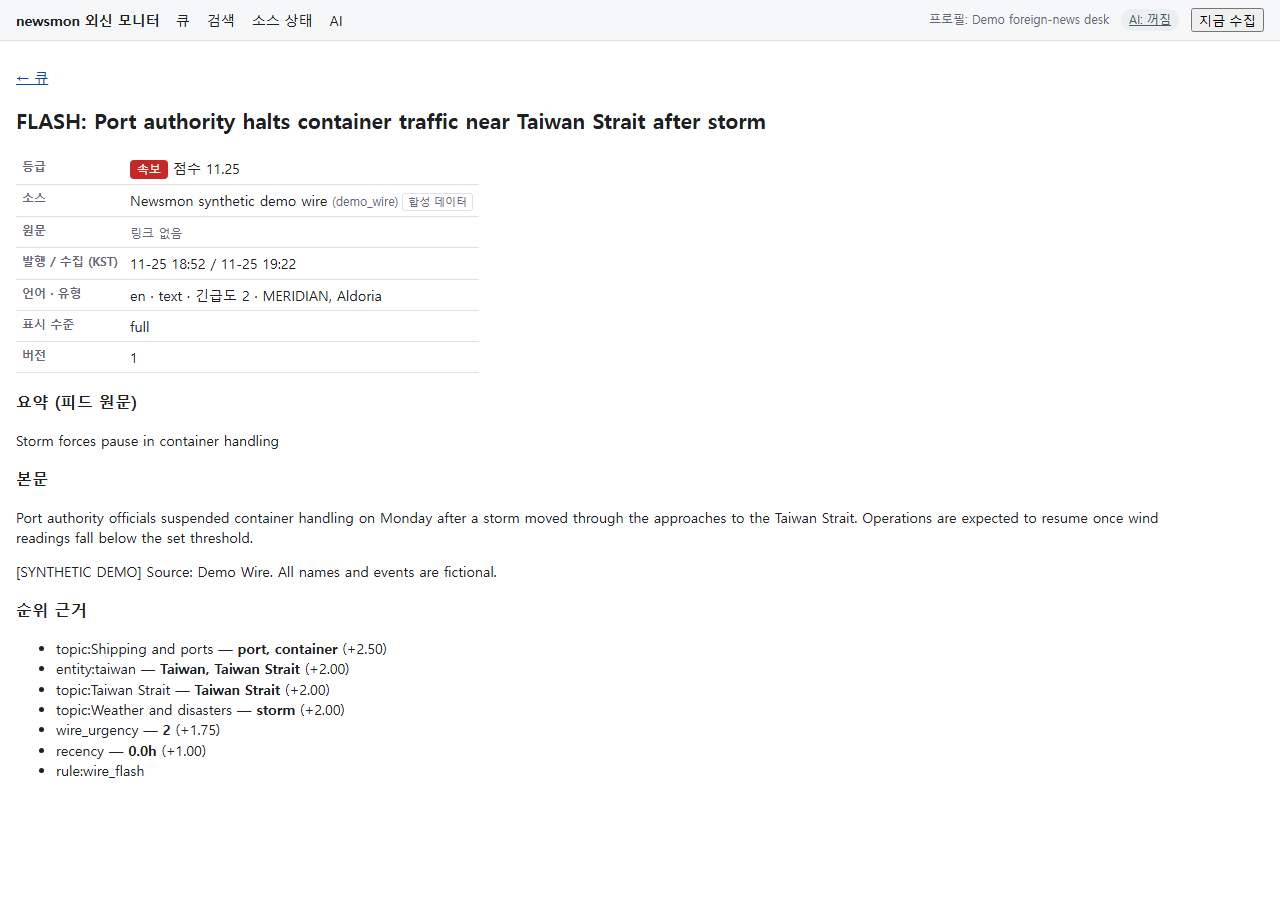 newsmon 외신 모니터 큐 검색 소스 상태 AI 프로필: Demo foreign-news desk AI: 꺼짐 지금 수집
← 큐
FLASH: Port authority halts container traffic near Taiwan Strait after storm
등급 속보 점수 11.25
소스 Newsmon synthetic demo wire (demo_wire) 합성 데이터
원문 링크 없음
발행 / 수집 (KST) 11-25 18:52 / 11-25 19:22
언어 · 유형 en · text · 긴급도 2 · MERIDIAN, Aldoria
표시 수준 full
버전 1
요약 (피드 원문)
Storm forces pause in container handling
본문
Port authority officials suspended container handling on Monday after a storm moved through the approaches to the Taiwan Strait. Operations are expected to resume once wind
readings fall below the set threshold.
[SYNTHETIC DEMO] Source: Demo Wire. All names and events are fictional.
순위 근거
• topic:Shipping and ports — port, container (+2.50)
• entity:taiwan — Taiwan, Taiwan Strait (+2.00)
• topic:Taiwan Strait — Taiwan Strait (+2.00)
• topic:Weather and disasters — storm (+2.00)
• wire_urgency — 2 (+1.75)
• recency — 0.0h (+1.00)
• rule:wire_flash